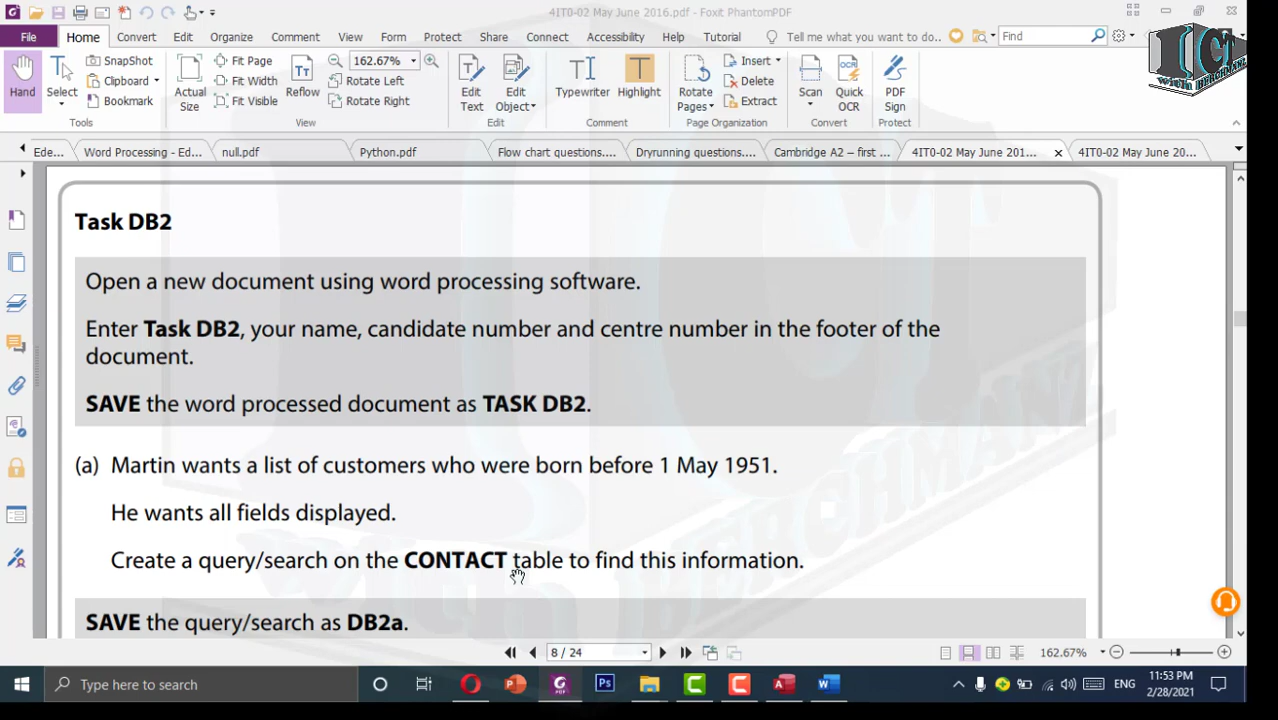 4IT0-02 May June 2016.pdf - Foxit PhantomPDF
File Home Convert Edit Organize Comment View Form Protect Share Connect Accessibility Help Tutorial Tell me what you want to do.. Find
Hand Select SnapShot Clipboard Bookmark Actual Size Fit Page Fit Width Fit Visible Reflow 162.67% Rotate Left Rotate Right Edit Text Edit Object Typewriter Highlight Rotate Pages Insert Delete Extract Scan Quick OCR PDF Sign
Tools View Edit Comment Page Organization Convert Protect
ICT
With MERCHMANZ
Ede... Word Processing - Ed... null.pdf Python.pdf Flow chart questions.... Dryrunning questions.... Cambridge A2 – first ... 4IT0-02 May June 201... 4IT0-02 May June 20...
Task DB2
Open a new document using word processing software.
Enter Task DB2, your name, candidate number and centre number in the footer of the
document.
SAVE the word processed document as TASK DB2.
(a) Martin wants a list of customers who were born before 1 May 1951.
He wants all fields displayed.
Create a query/search on the CONTACT table to find this information.
SAVE the query/search as DB2a.
8 / 24 162.67%
Type here to search ENG 11:53 PM
2/28/2021